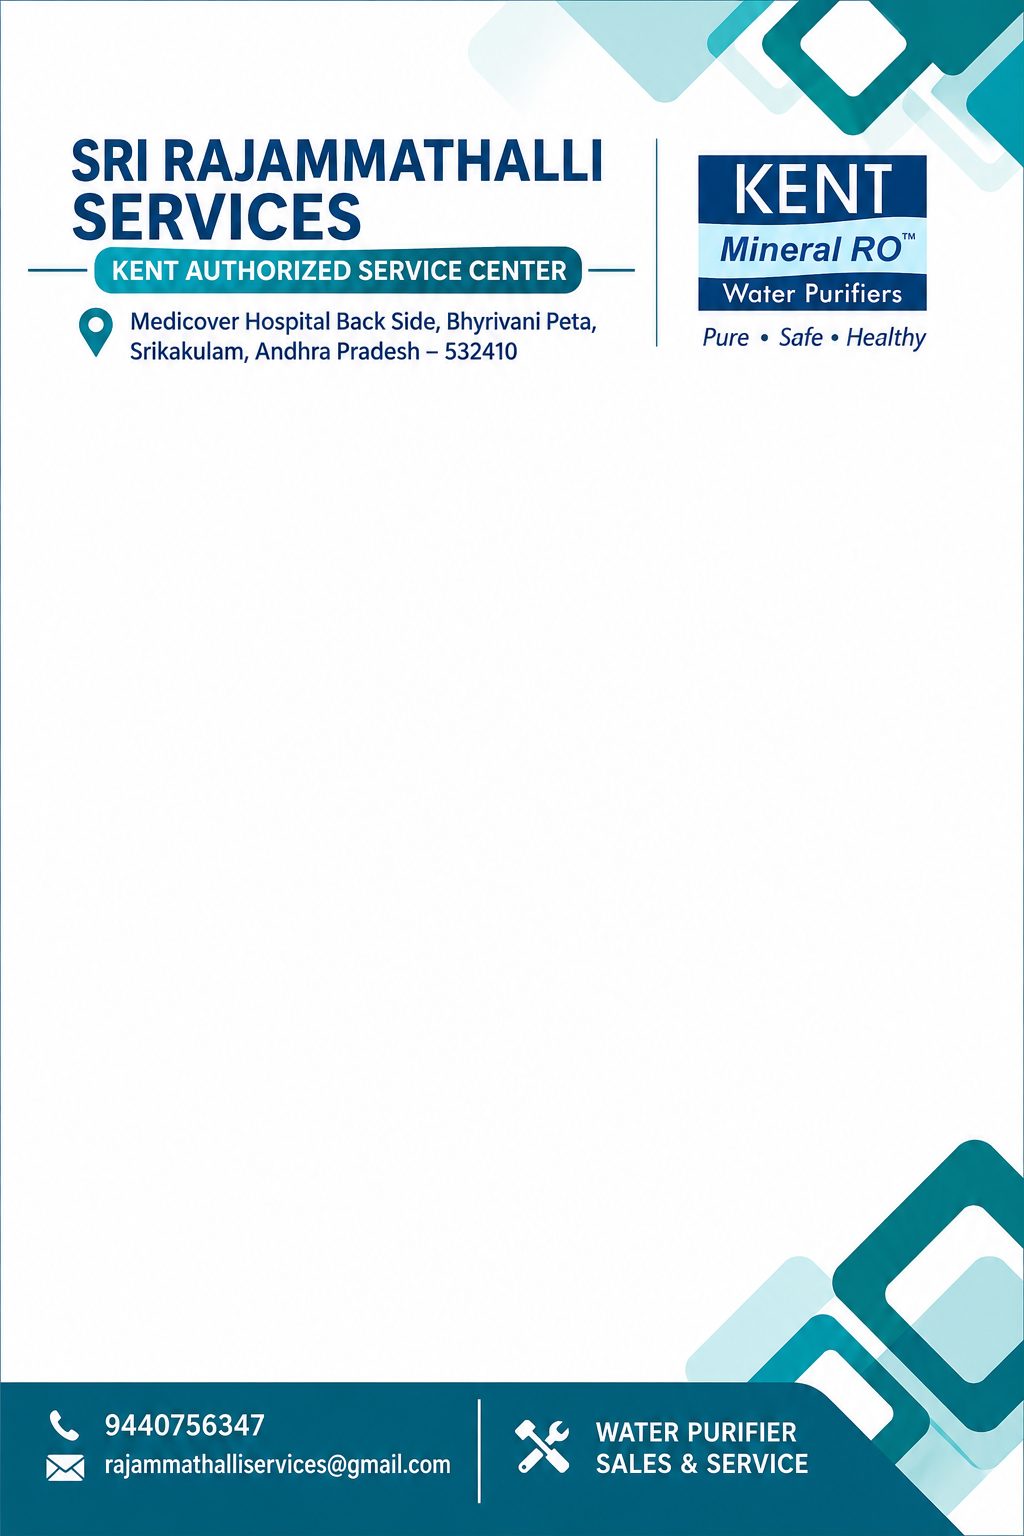 SRI RAJAMMATHALLI
SERVICES
KENT AUTHORIZED SERVICE CENTER
Medicover Hospital Back Side, Bhyrivani Peta,
Srikakulam, Andhra Pradesh – 532410
KENT
Mineral RO™
Water Purifiers
Pure • Safe • Healthy
9440756347
rajammathalliservices@gmail.com
WATER PURIFIER
SALES & SERVICE